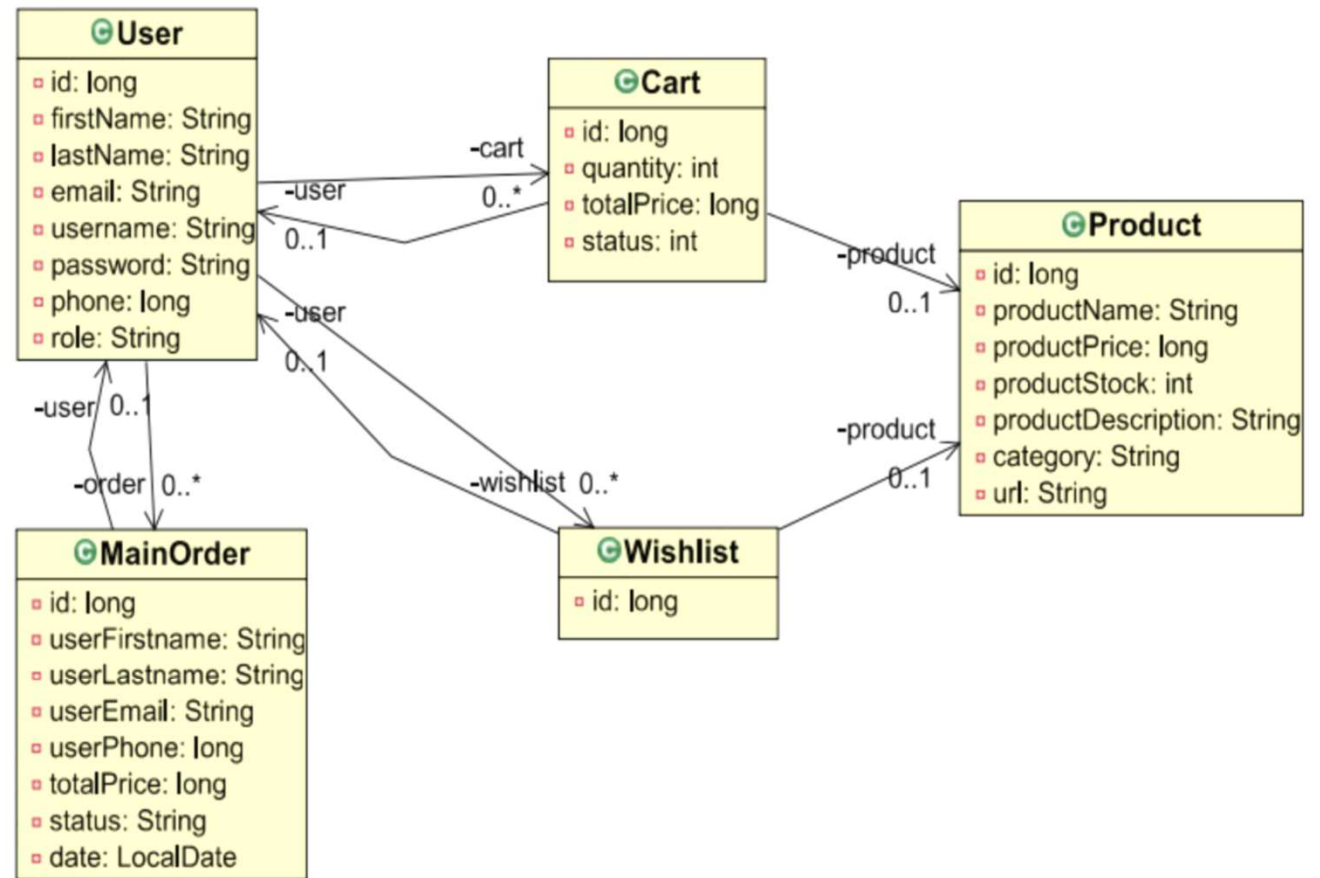 User
id: long
firstName: String
lastName: String
email: String
username: String
password: String
phone: long
role: String
-cart
0..*
-user
0..1
Cart
id: long
quantity: int
totalPrice: long
status: int
-product
0..1
Product
id: long
productName: String
productPrice: long
productStock: int
productDescription: String
category: String
url: String
-user
0..1
-user 0..1
-order 0..*
-wishlist 0..*
-product
0..1
MainOrder
id: long
userFirstname: String
userLastname: String
userEmail: String
userPhone: long
totalPrice: long
status: String
date: LocalDate
Wishlist
id: long